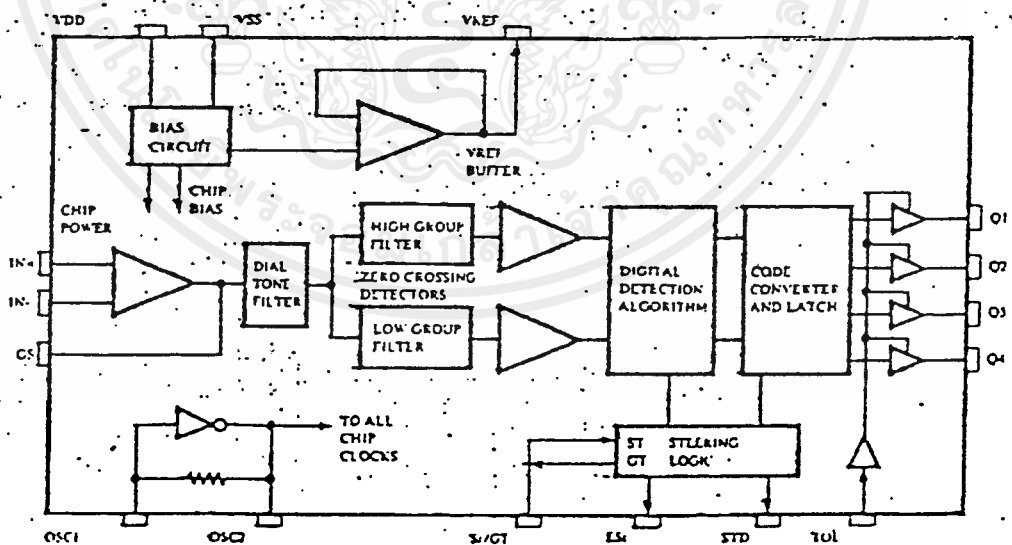 VDD
VSS
VREF
BIAS
CIRCUIT
VREF
BUFFER
CHIP
BIAS
CHIP
POWER
IN+
IN-
GS
DIAL
TONE
FILTER
HIGH GROUP
FILTER
ZERO CROSSING
DETECTORS
LOW GROUP
FILTER
DIGITAL
DETECTION
ALGORITHM
CODE
CONVERTER
AND LATCH
Q1
Q2
Q3
Q4
TO ALL
CHIP
CLOCKS
ST STEERING
GT LOGIC
OSC1
OSC2
St/GT
ESt
STD
TOE